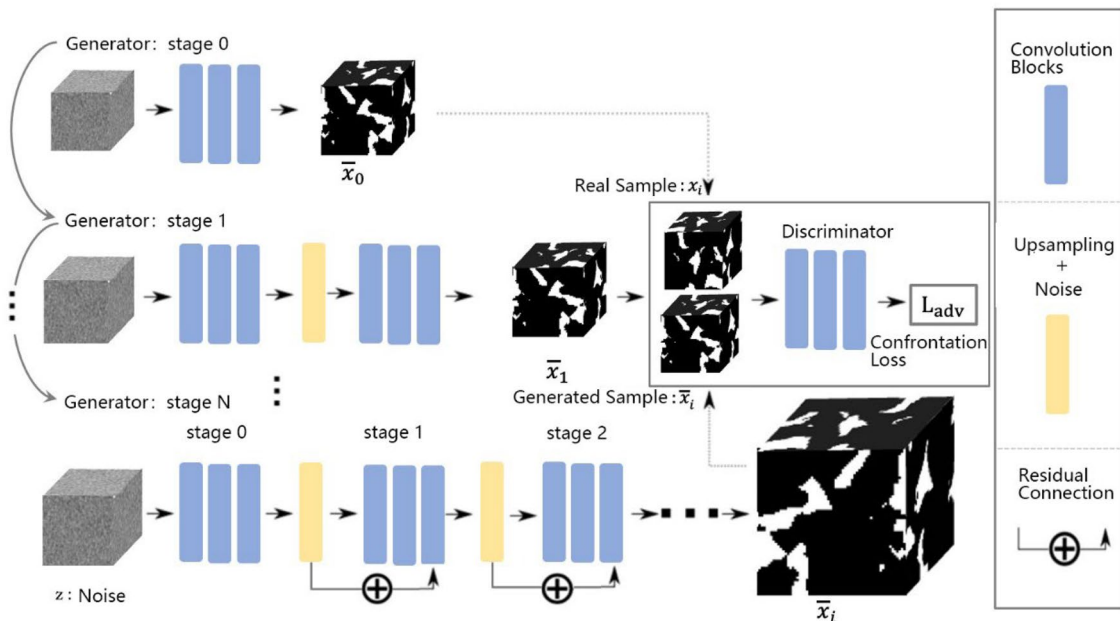 Generator: stage 0
x̅₀
Generator: stage 1
x̅₁
Real Sample: xᵢ
Discriminator
L_adv
Confrontation
Loss
Generated Sample: x̅ᵢ
Generator: stage N
stage 0
stage 1
stage 2
z: Noise
x̅ᵢ
Convolution
Blocks
Upsampling
+
Noise
Residual
Connection